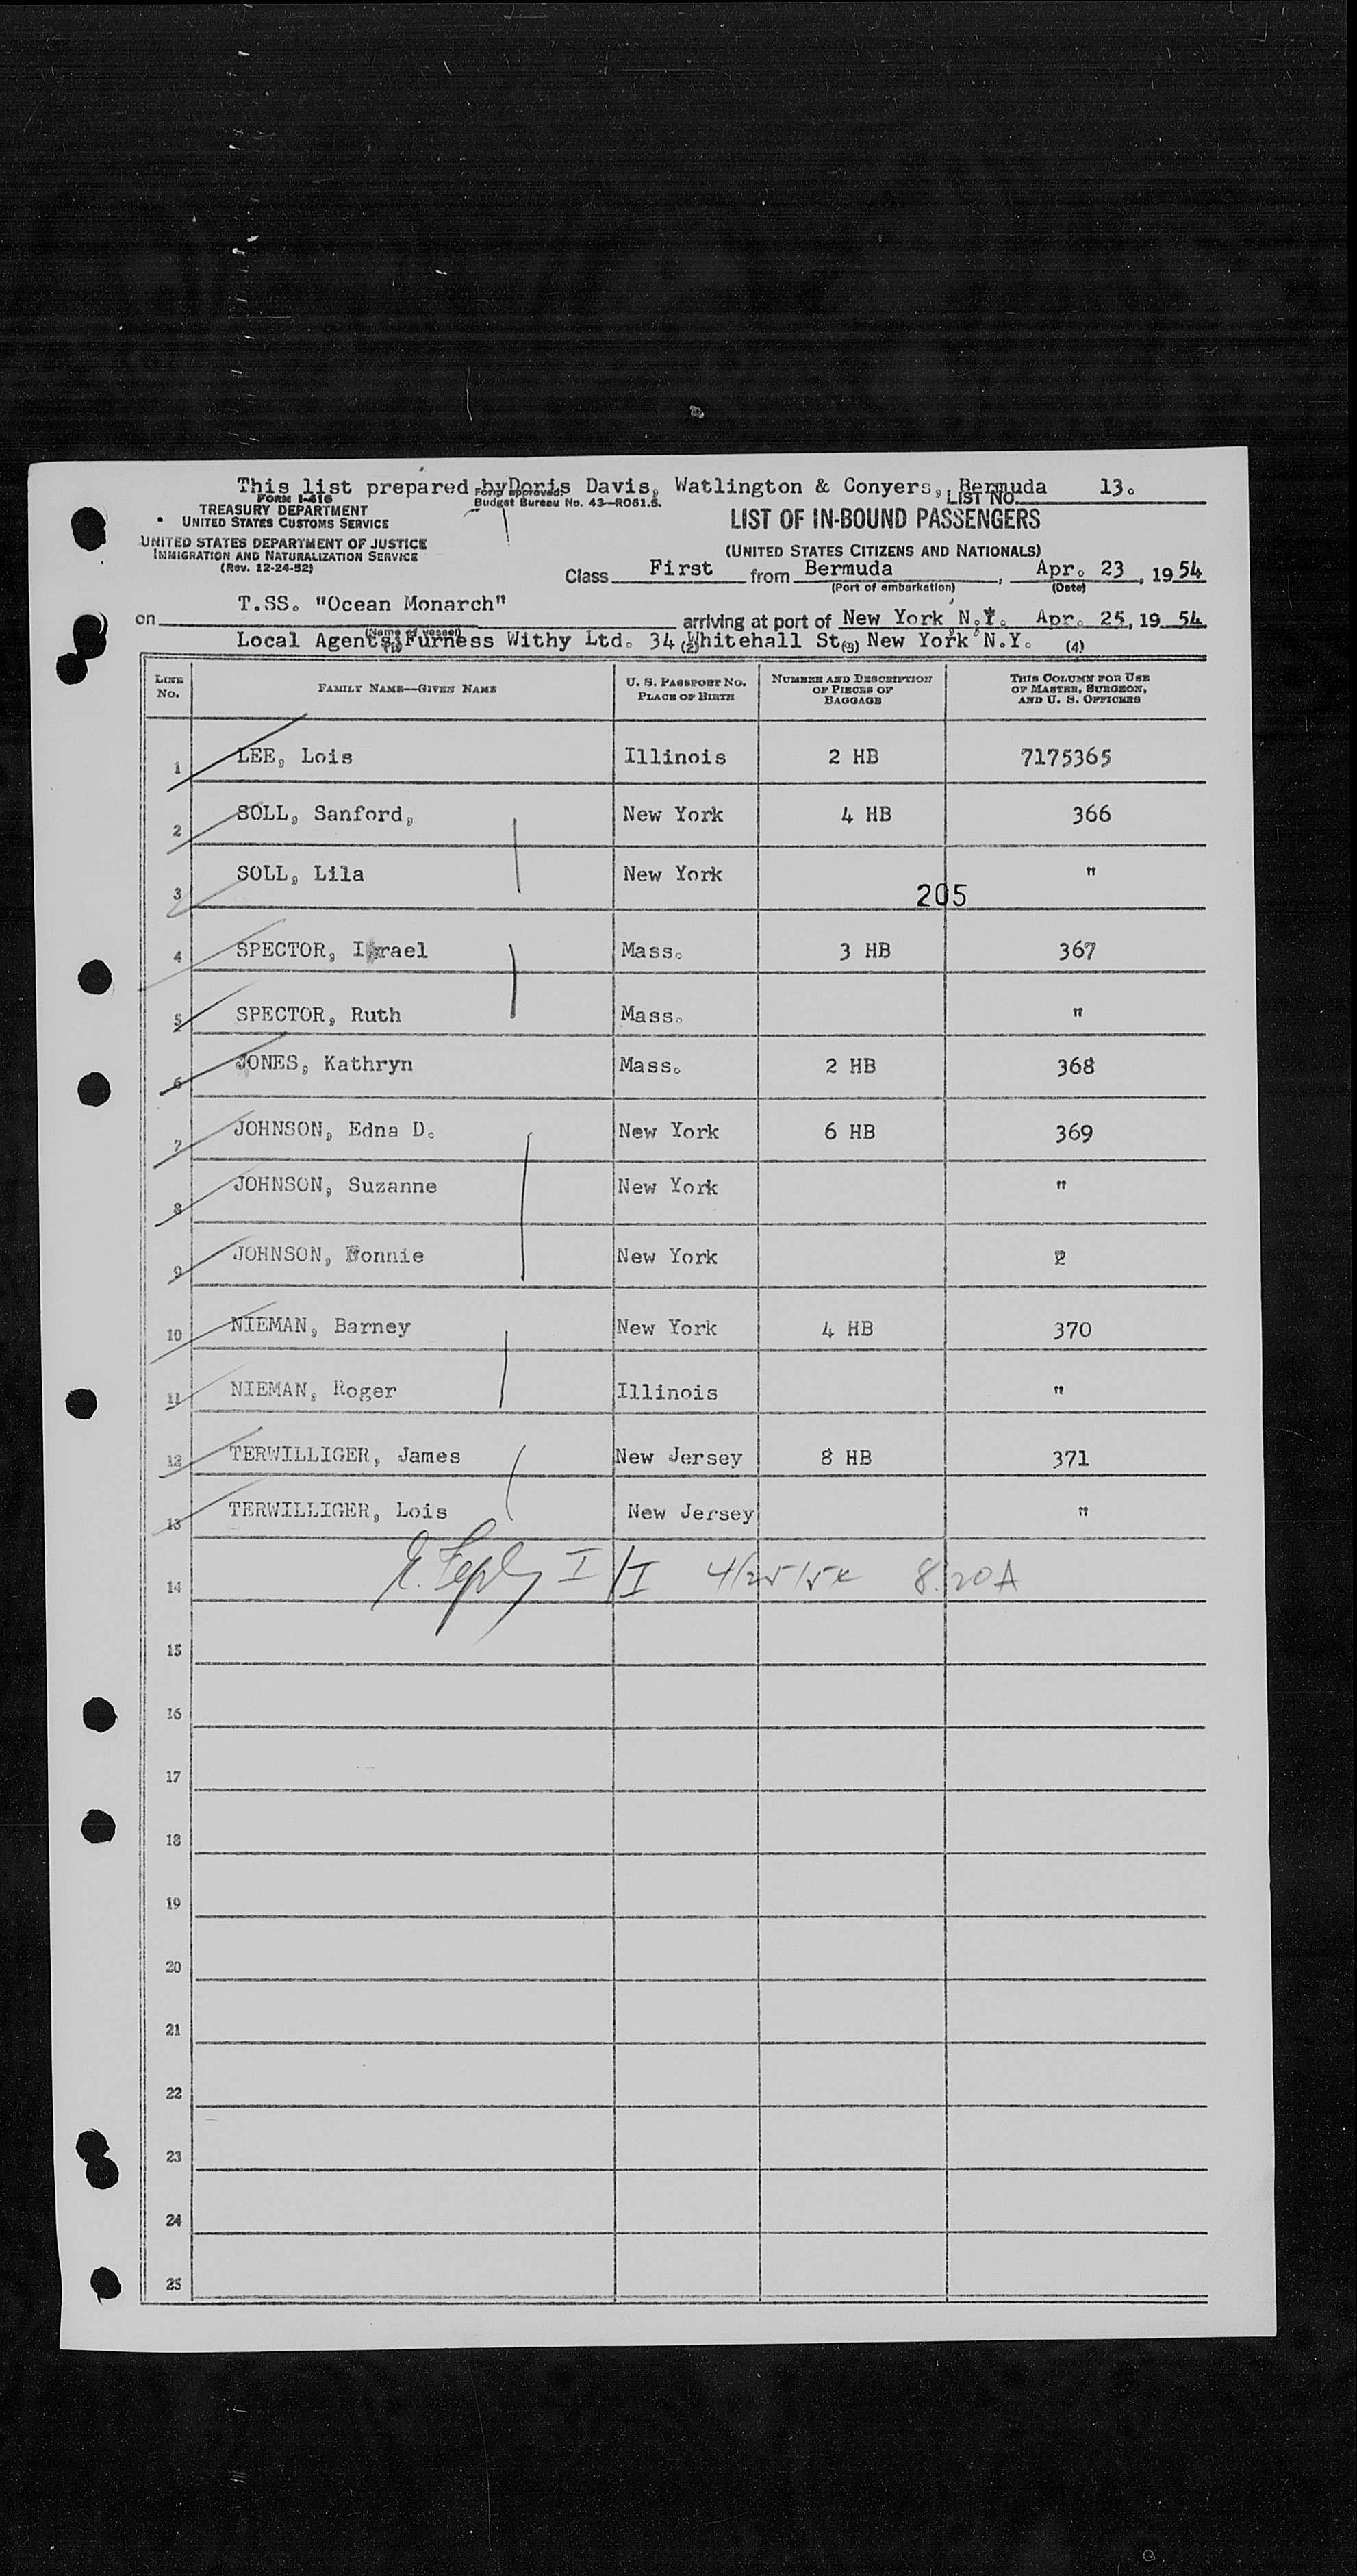 This list prepared by Doris Davis, Watlington & Conyers, Bermuda 13.
FORM I-416
TREASURY DEPARTMENT
UNITED STATES CUSTOMS SERVICE
UNITED STATES DEPARTMENT OF JUSTICE
IMMIGRATION AND NATURALIZATION SERVICE
(Rev. 12-24-52)
Form approved.
Budget Bureau No. 43—R061.5.
LIST NO.
LIST OF IN-BOUND PASSENGERS
(UNITED STATES CITIZENS AND NATIONALS)
Class First from Bermuda, Apr. 23, 1954
(Port of embarkation) (Date)
on T.SS. "Ocean Monarch" arriving at port of New York, N.Y. Apr. 25, 19 54
(Name of vessel)
Local Agents Furness Withy Ltd. 34 Whitehall St. New York N.Y.
(1) (2) (3) (4)
LINE NO. FAMILY NAME—GIVEN NAME U. S. PASSPORT NO. PLACE OF BIRTH NUMBER AND DESCRIPTION OF PIECES OF BAGGAGE THIS COLUMN FOR USE OF MASTER, SURGEON, AND U. S. OFFICERS
1 LEE, Lois Illinois 2 HB 7175365
2 SOLL, Sanford, New York 4 HB 366
3 SOLL, Lila New York "
205
4 SPECTOR, Israel Mass. 3 HB 367
5 SPECTOR, Ruth Mass. "
6 JONES, Kathryn Mass. 2 HB 368
7 JOHNSON, Edna D. New York 6 HB 369
8 JOHNSON, Suzanne New York "
9 JOHNSON, New York
10 NIEMAN, Barney New York 4 HB 370
11 NIEMAN, Roger Illinois "
12 TERWILLIGER, James New Jersey 8 HB 371
13 TERWILLIGER, Lois New Jersey "
14 I/I 4/25/54 8:20A
15
16
17
18
19
20
21
22
23
24
25